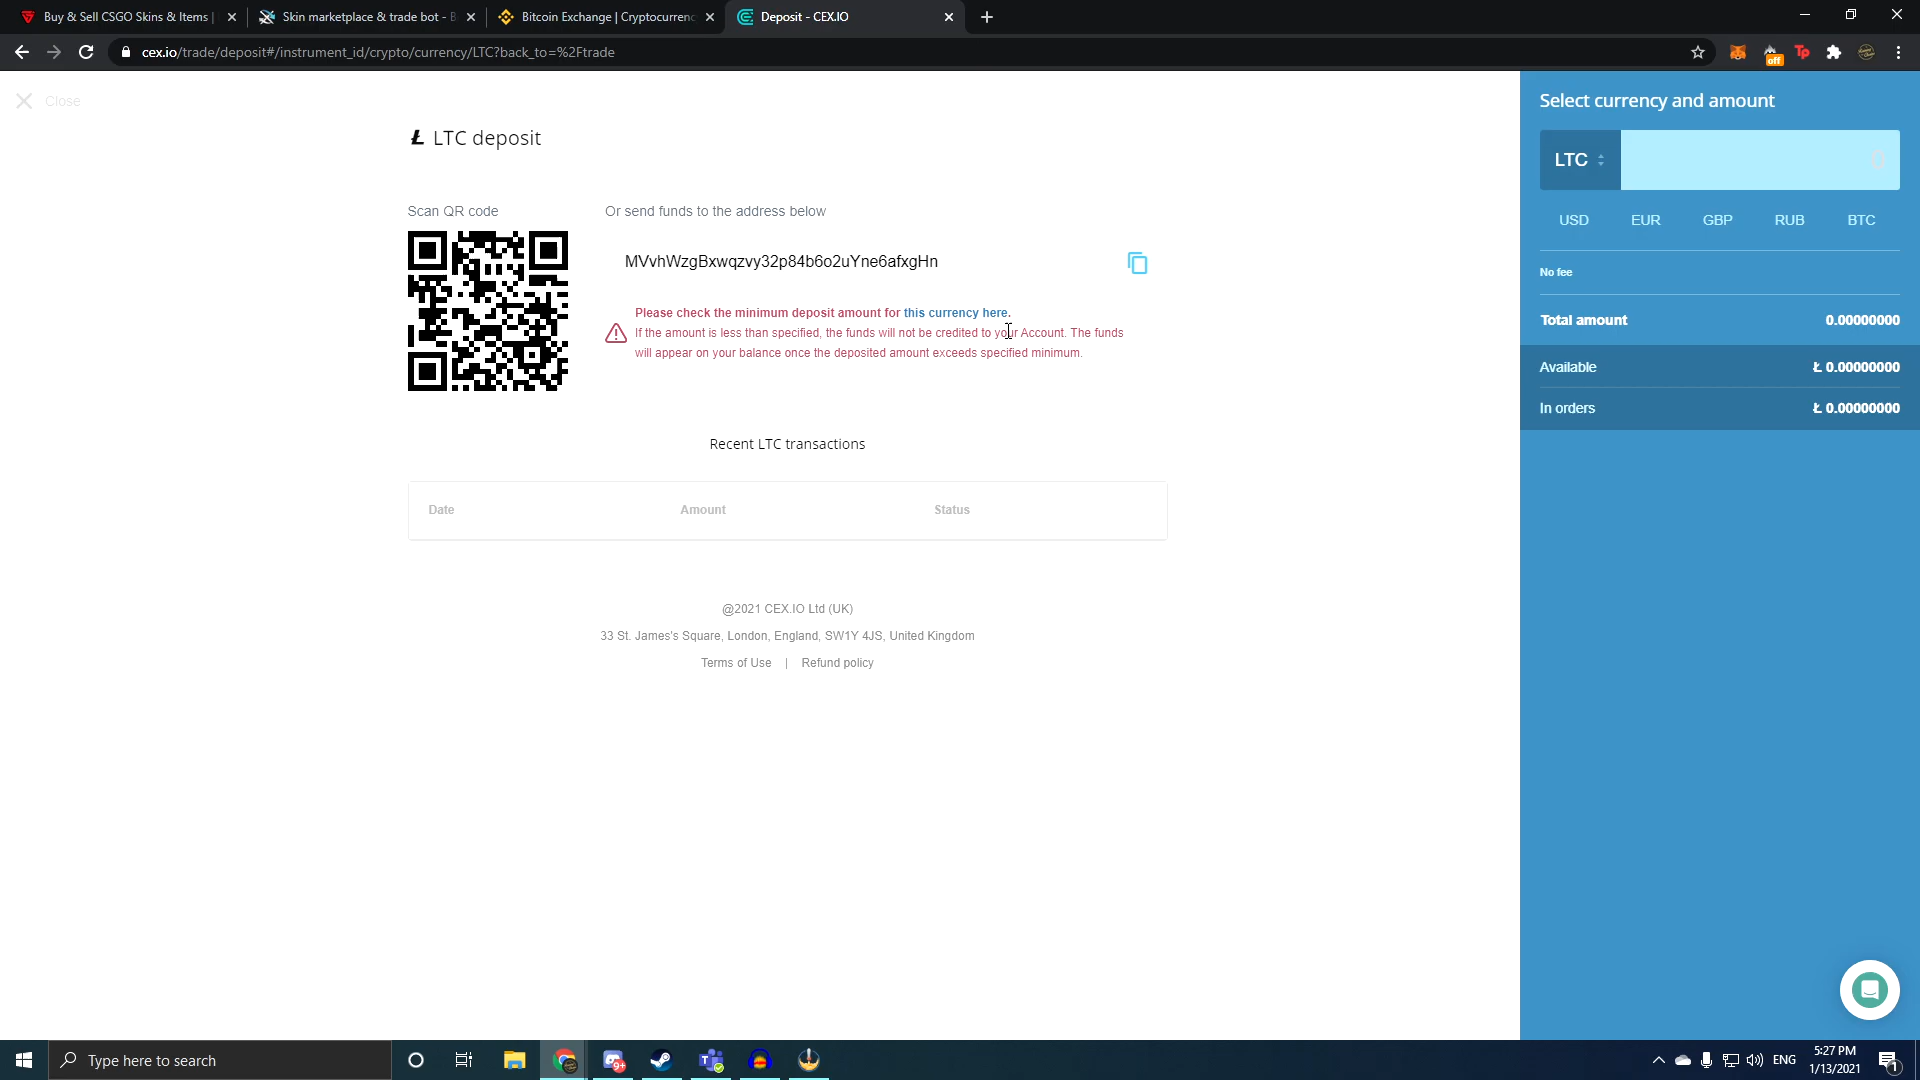 Buy & Sell CSGO Skins & Items |
Skin marketplace & trade bot - B
Bitcoin Exchange | Cryptocurrenc
Deposit - CEX.IO
cex.io/trade/deposit#/instrument_id/crypto/currency/LTC?back_to=%2Ftrade
off
Tp
Close
Ł LTC deposit
Scan QR code
Or send funds to the address below
MVvhWzgBxwqzvy32p84b6o2uYne6afxgHn
Please check the minimum deposit amount for this currency here.
If the amount is less than specified, the funds will not be credited to your Account. The funds
will appear on your balance once the deposited amount exceeds specified minimum.
Recent LTC transactions
Date Amount Status
@2021 CEX.IO Ltd (UK)
33 St. James's Square, London, England, SW1Y 4JS, United Kingdom
Terms of Use | Refund policy
Select currency and amount
LTC 0
USD EUR GBP RUB BTC
No fee
Total amount 0.00000000
Available Ł 0.00000000
In orders Ł 0.00000000
Type here to search
9+
ENG
5:27 PM
1/13/2021
1